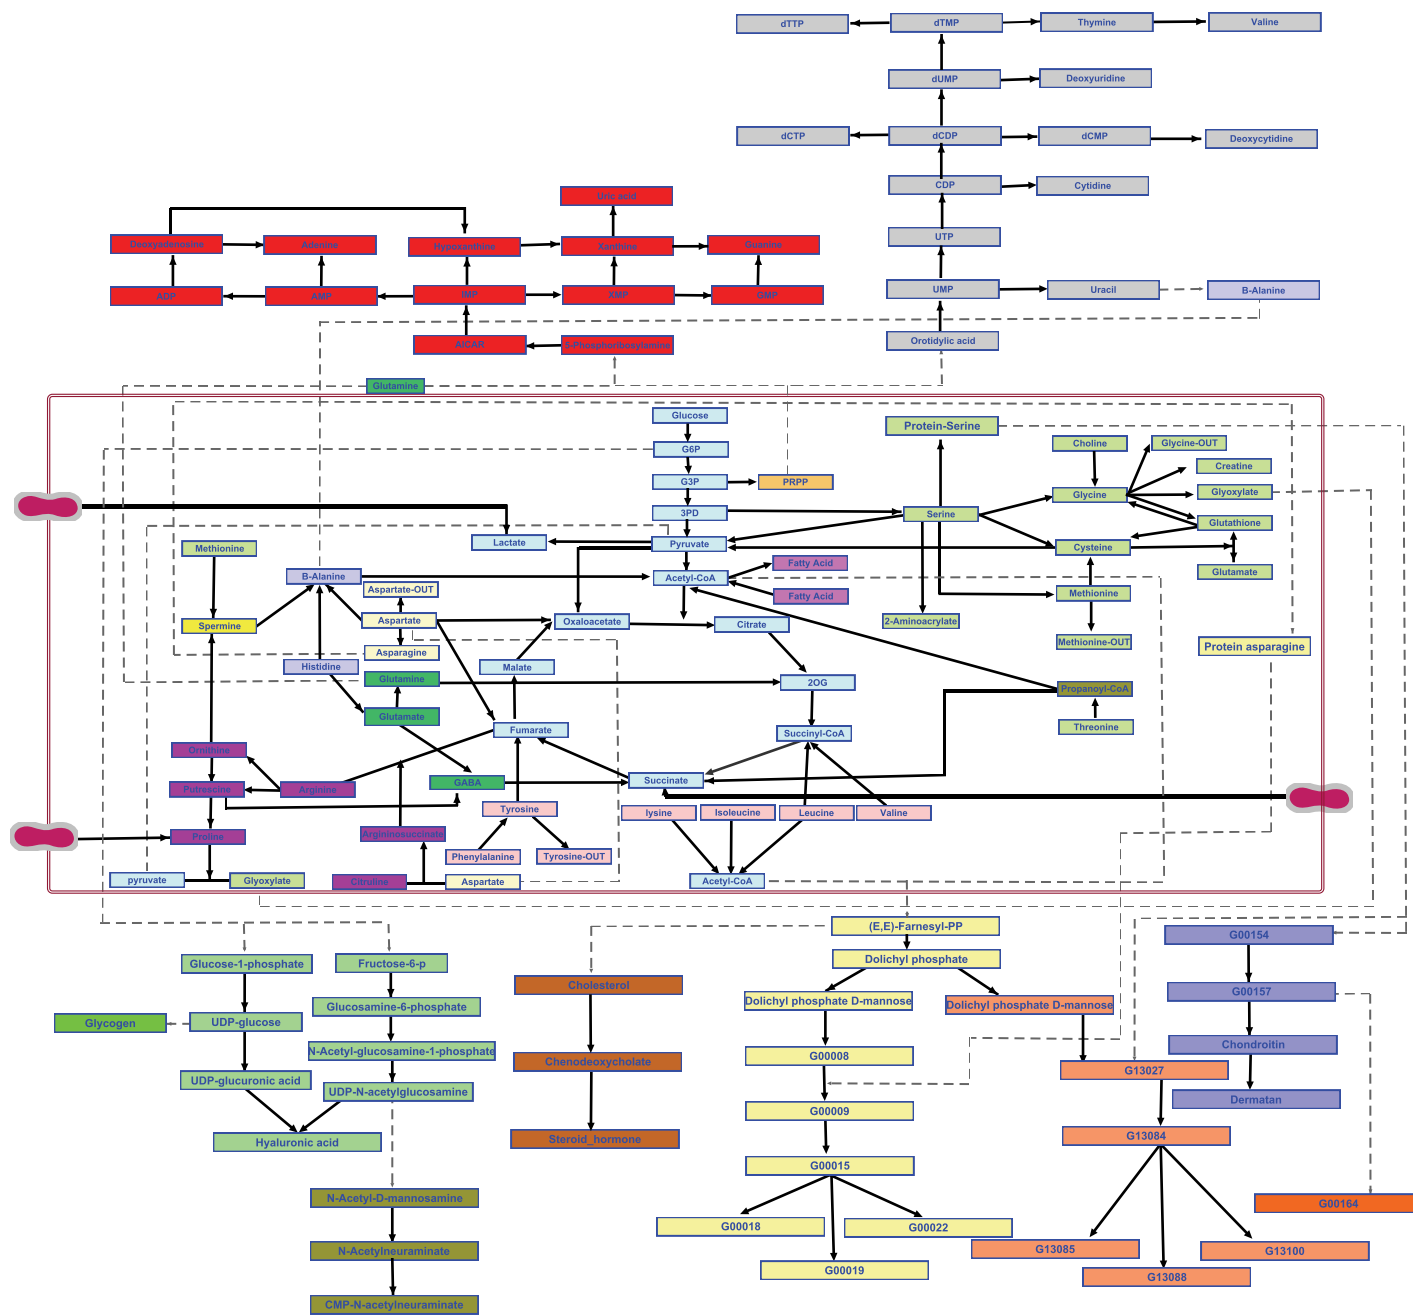 dTTP
dTMP
Thymine
Valine
dUMP
Deoxyuridine
dCTP
dCDP
dCMP
Deoxycytidine
CDP
Cytidine
Uric acid
Deoxyadenosine
Adenine
Hypoxanthine
Xanthine
Guanine
UTP
ADP
AMP
IMP
XMP
GMP
UMP
Uracil
B-Alanine
AICAR
5-Phosphoribosylamine
Orotidylic acid
Glutamine
Glucose
Protein-Serine
G6P
Choline
Glycine-OUT
Creatine
G3P
PRPP
Glycine
Glyoxylate
3PD
Serine
Glutathione
Lactate
Pyruvate
Methionine
Cysteine
Fatty Acid
Glutamate
B-Alanine
Acetyl-CoA
Aspartate-OUT
Fatty Acid
Methionine
Spermine
Aspartate
Oxaloacetate
Citrate
2-Aminoacrylate
Methionine-OUT
Protein asparagine
Asparagine
Histidine
Malate
Glutamine
2OG
Propanoyl-CoA
Glutamate
Fumarate
Succinyl-CoA
Threonine
Ornithine
Putrescine
Arginine
GABA
Succinate
Tyrosine
lysine
Isoleucine
Leucine
Valine
Proline
Argininosuccinate
Phenylalanine
Tyrosine-OUT
pyruvate
Glyoxylate
Citruline
Aspartate
Acetyl-CoA
(E,E)-Farnesyl-PP
G00154
Glucose-1-phosphate
Fructose-6-p
Dolichyl phosphate
Cholesterol
G00157
Glucosamine-6-phosphate
Dolichyl phosphate D-mannose
Dolichyl phosphate D-mannose
Glycogen
UDP-glucose
Chondroitin
N-Acetyl-glucosamine-1-phosphate
Chenodeoxycholate
G00008
G13027
UDP-glucuronic acid
UDP-N-acetylglucosamine
Dermatan
G00009
Hyaluronic acid
Steroid_hormone
G13084
G00015
N-Acetyl-D-mannosamine
G00164
G00018
G00022
N-Acetylneuraminate
G13085
G13100
G00019
G13088
CMP-N-acetylneuraminate